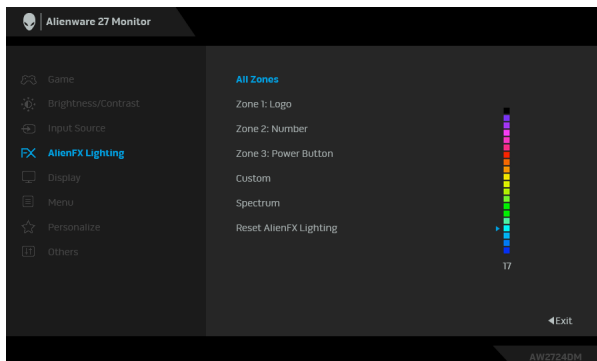 Alienware 27 Monitor
Game
Brightness/Contrast
Input Source
FX AlienFX Lighting
Display
Menu
Personalize
Others
All Zones
Zone 1: Logo
Zone 2: Number
Zone 3: Power Button
Custom
Spectrum
Reset AlienFX Lighting
17
Exit
AW2724DM